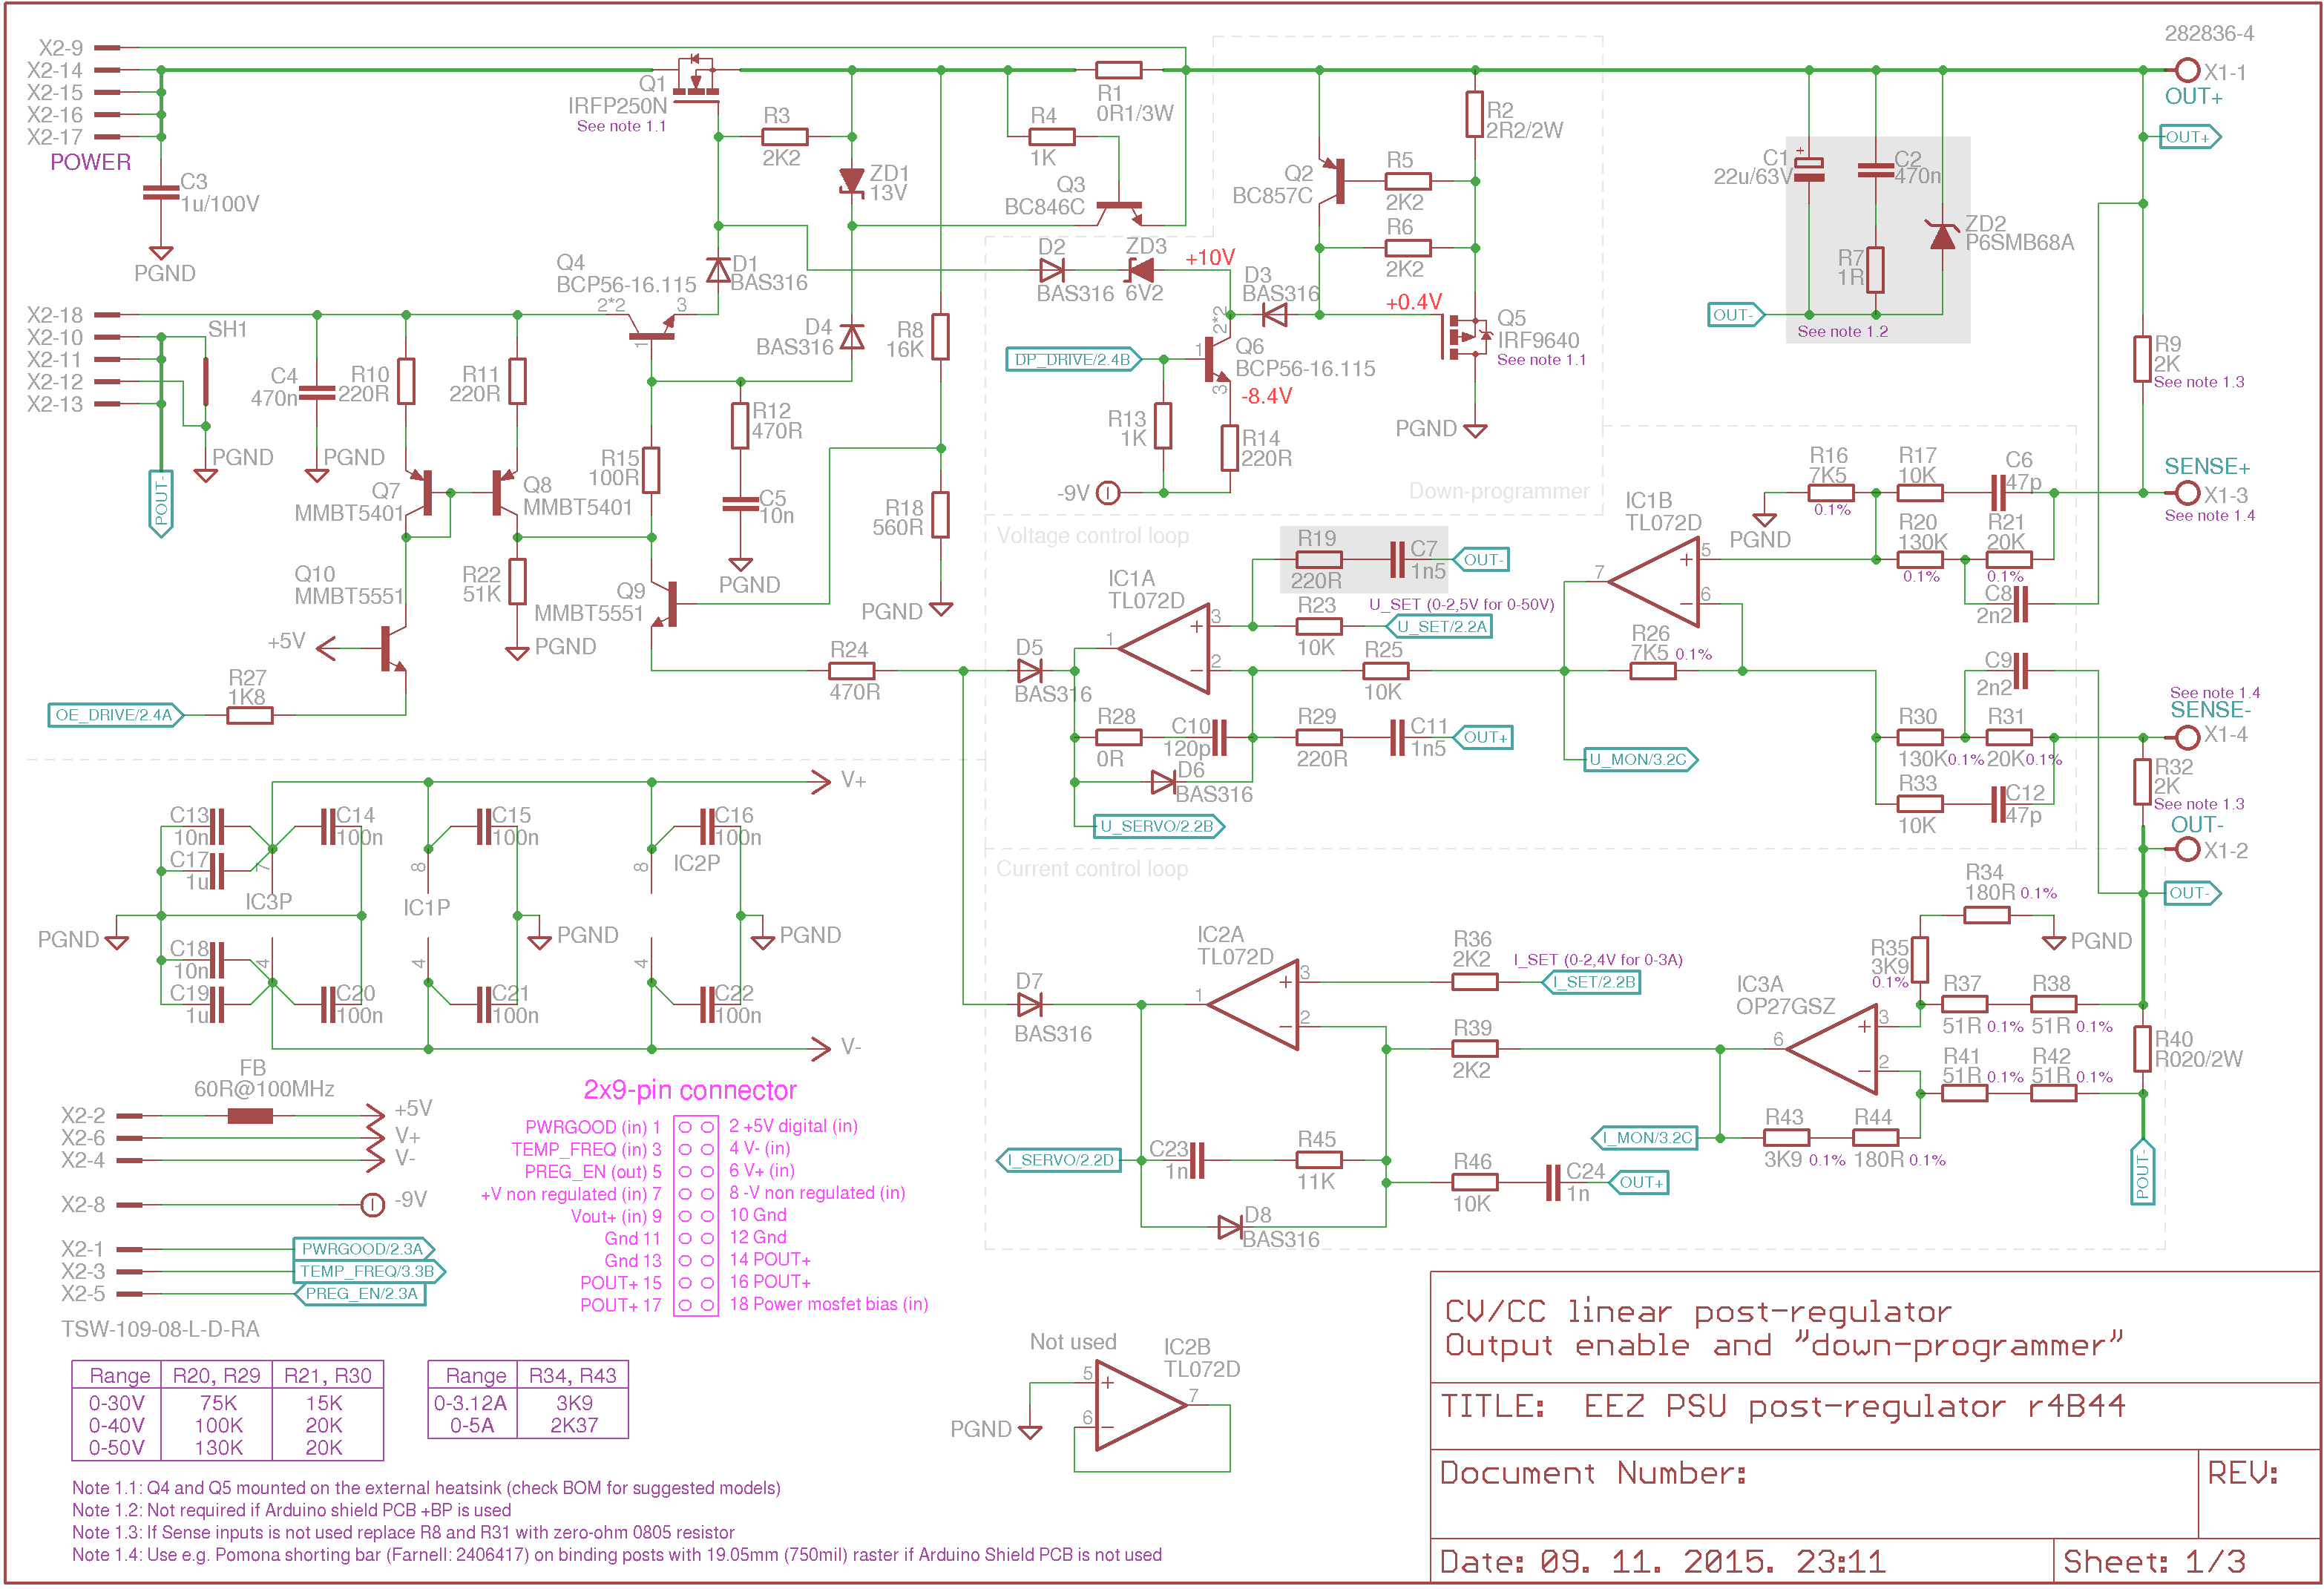 X2-9
X2-14
X2-15
X2-16
X2-17
POWER
C3
1u/100V
PGND
Q1
IRFP250N
See note 1.1
R3
2K2
ZD1
13V
R4
1K
Q3
BC846C
R1
0R1/3W
Q2
BC857C
R2
2R2/2W
R5
2K2
R6
2K2
282836-4
X1-1
OUT+
OUT+
C1
+
22u/63V
C2
470n
R7
1R
ZD2
P6SMB68A
OUT-
See note 1.2
X2-18
X2-10
X2-11
X2-12
X2-13
SH1
PGND
POUT-
C4
470n
PGND
R10
220R
R11
220R
Q4
BCP56-16.115
2*2
3
1
D1
BAS316
D4
BAS316
R8
16K
D2
BAS316
ZD3
6V2
+10V
D3
BAS316
+0.4V
Q5
IRF9640
See note 1.1
DP_DRIVE/2.4B
1
2*2
3
Q6
BCP56-16.115
-8.4V
R13
1K
R14
220R
-9V
PGND
Down-programmer
R9
2K
See note 1.3
Q7
MMBT5401
Q8
MMBT5401
R12
470R
R15
100R
C5
10n
PGND
R18
560R
PGND
Q10
MMBT5551
R22
51K
PGND
Q9
MMBT5551
+5V
R27
1K8
OE_DRIVE/2.4A
R24
470R
Voltage control loop
R19
220R
C7
1n5
OUT-
IC1A
TL072D
3
2
1
R23
10K
U_SET (0-2,5V for 0-50V)
U_SET/2.2A
R25
10K
D5
BAS316
R28
0R
C10
120p
R29
220R
C11
1n5
OUT+
D6
BAS316
U_SERVO/2.2B
IC1B
TL072D
5
6
7
PGND
R16
7K5
0.1%
R17
10K
C6
47p
R20
130K
0.1%
R21
20K
0.1%
C8
2n2
R26
7K5 0.1%
U_MON/3.2C
SENSE+
X1-3
See note 1.4
C9
2n2
R30
130K 0.1%
R31
20K 0.1%
R33
10K
C12
47p
See note 1.4
SENSE-
X1-4
R32
2K
See note 1.3
OUT-
X1-2
OUT-
V+
C13
10n
C14
100n
C15
100n
C16
100n
C17
1u
7
8
8
IC3P
IC1P
IC2P
PGND
PGND
PGND
C18
10n
C19
1u
4
4
4
C20
100n
C21
100n
C22
100n
V-
Current control loop
IC2A
TL072D
3
2
1
D7
BAS316
R36
2K2
I_SET (0-2,4V for 0-3A)
I_SET/2.2B
R39
2K2
IC3A
OP27GSZ
3
2
6
R34
180R 0.1%
PGND
R35
3K9
0.1%
R37
51R 0.1%
R38
51R 0.1%
R41
51R 0.1%
R42
51R 0.1%
R40
R020/2W
R43
3K9 0.1%
R44
180R 0.1%
I_MON/3.2C
POUT-
I_SERVO/2.2D
C23
1n
R45
11K
R46
10K
C24
1n
OUT+
D8
BAS316
FB
60R@100MHz
X2-2
+5V
X2-6
V+
X2-4
V-
X2-8
-9V
X2-1
PWRGOOD/2.3A
X2-3
TEMP_FREQ/3.3B
X2-5
PREG_EN/2.3A
TSW-109-08-L-D-RA
2x9-pin connector
PWRGOOD (in) 1 2 +5V digital (in)
TEMP_FREQ (in) 3 4 V- (in)
PREG_EN (out) 5 6 V+ (in)
+V non regulated (in) 7 8 -V non regulated (in)
Vout+ (in) 9 10 Gnd
Gnd 11 12 Gnd
Gnd 13 14 POUT+
POUT+ 15 16 POUT+
POUT+ 17 18 Power mosfet bias (in)
Range R20, R29 R21, R30
0-30V 75K 15K
0-40V 100K 20K
0-50V 130K 20K
Range R34, R43
0-3.12A 3K9
0-5A 2K37
Not used
IC2B
TL072D
5
6
7
PGND
Note 1.1: Q4 and Q5 mounted on the external heatsink (check BOM for suggested models)
Note 1.2: Not required if Arduino shield PCB +BP is used
Note 1.3: If Sense inputs is not used replace R8 and R31 with zero-ohm 0805 resistor
Note 1.4: Use e.g. Pomona shorting bar (Farnell: 2406417) on binding posts with 19.05mm (750mil) raster if Arduino Shield PCB is not used
CV/CC linear post-regulator
Output enable and "down-programmer"
TITLE: EEZ PSU post-regulator r4B44
Document Number:
REV:
Date: 09. 11. 2015. 23:11
Sheet: 1/3